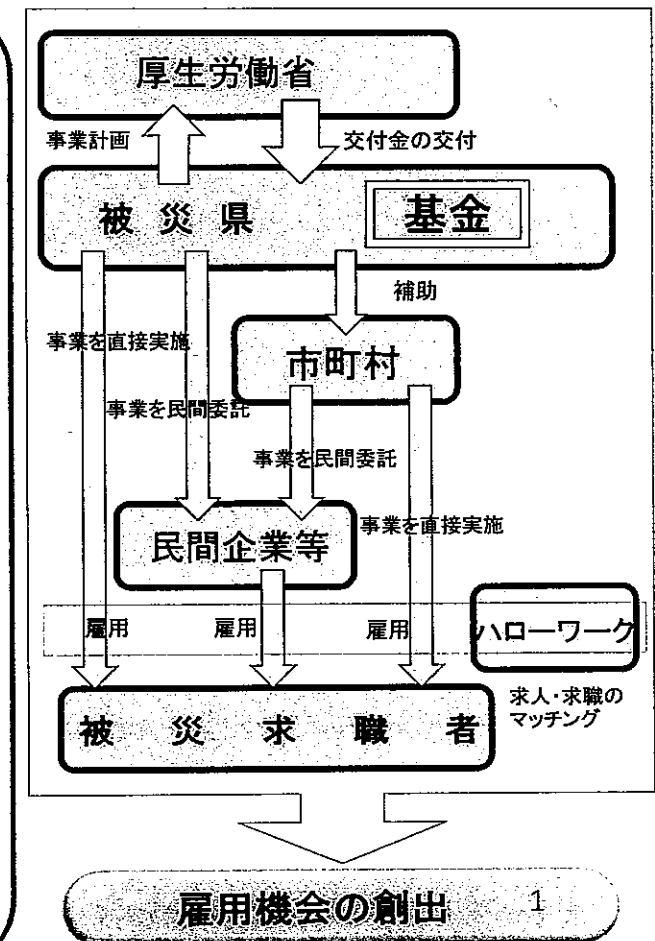 厚生労働省
事業計画
交付金の交付
被災県
基金
補助
事業を直接実施
市町村
事業を民間委託
事業を民間委託
事業を直接実施
民間企業等
雇用
雇用
雇用
ハローワーク
求人・求職の
マッチング
被災求職者
雇用機会の創出
1